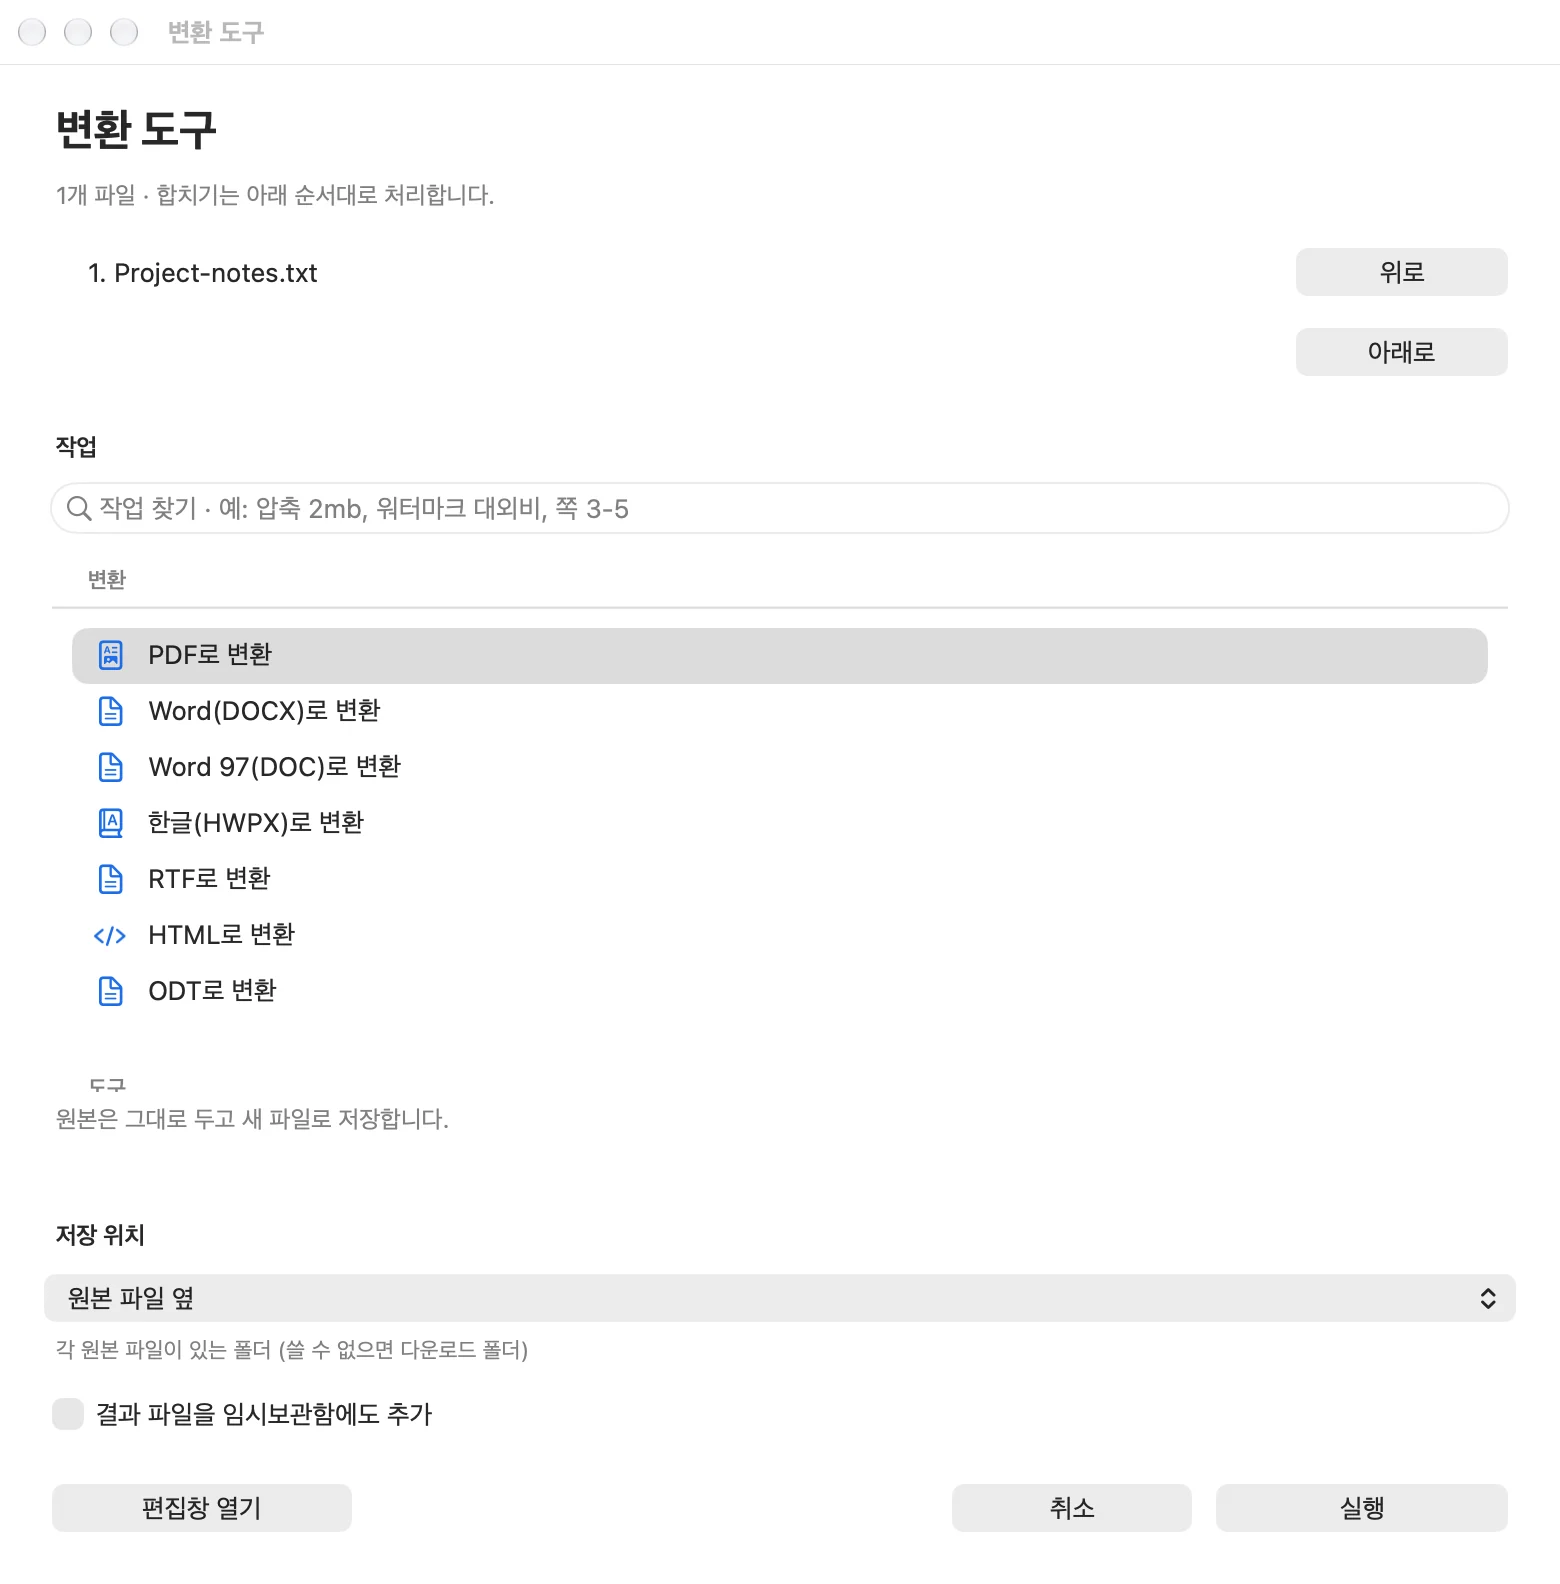 변환 도구
변환 도구
1개 파일 · 합치기는 아래 순서대로 처리합니다.
1. Project-notes.txt
위로
아래로
작업
작업 찾기 · 예: 압축 2mb, 워터마크 대외비, 쪽 3-5
변환
PDF로 변환
Word(DOCX)로 변환
Word 97(DOC)로 변환
한글(HWPX)로 변환
RTF로 변환
HTML로 변환
ODT로 변환
도구
원본은 그대로 두고 새 파일로 저장합니다.
저장 위치
원본 파일 옆
각 원본 파일이 있는 폴더 (쓸 수 없으면 다운로드 폴더)
결과 파일을 임시보관함에도 추가
편집창 열기
취소
실행